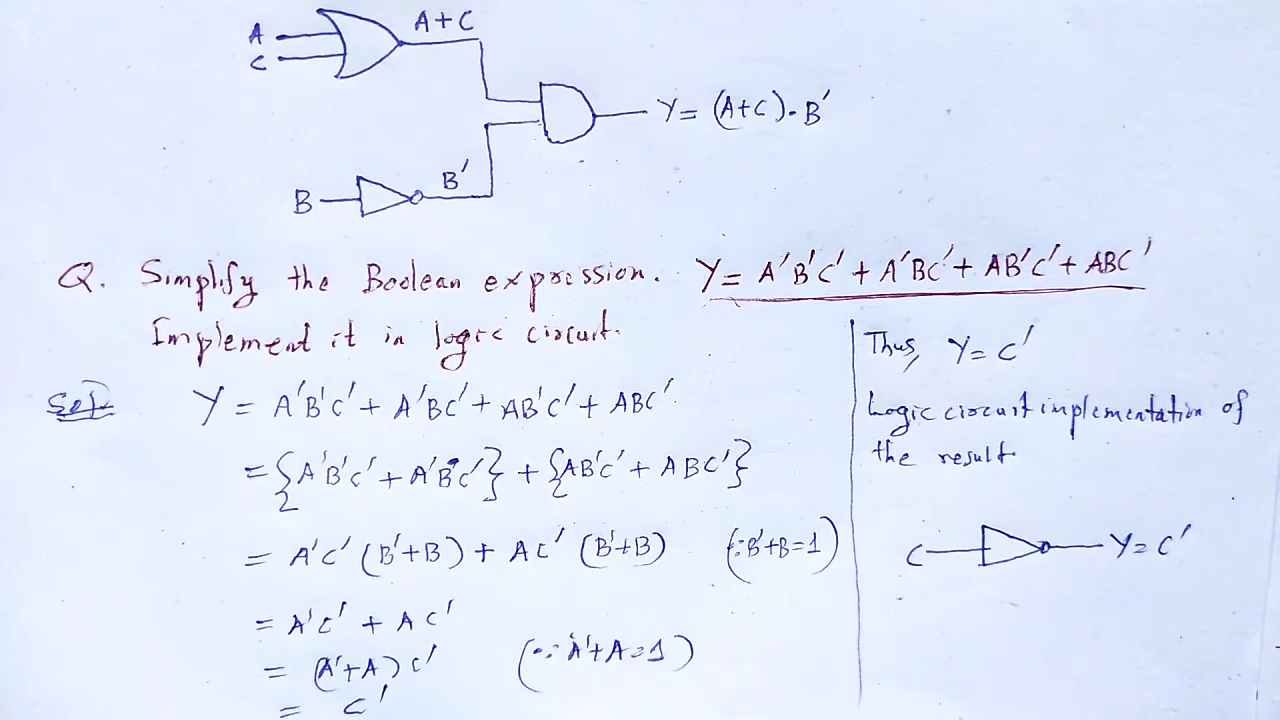 A
A+C
C
Y = (A+C)·B'
B'
B
Q. Simplify the Boolean expression. Y = A'B'C' + A'BC' + AB'C' + ABC'
Implement it in logic circuit.
Sol
Y = A'B'C' + A'BC' + AB'C' + ABC'.
= {A'B'C' + A'BC'} + {AB'C' + ABC'}
= A'C' (B'+B) + AC' (B'+B) (∵B'+B=1)
= A'C' + AC'
= (A'+A)C' (∵ A'+A=1)
= C'
Thus, Y = C'
Logic circuit implementation of
the result
C
Y = C'